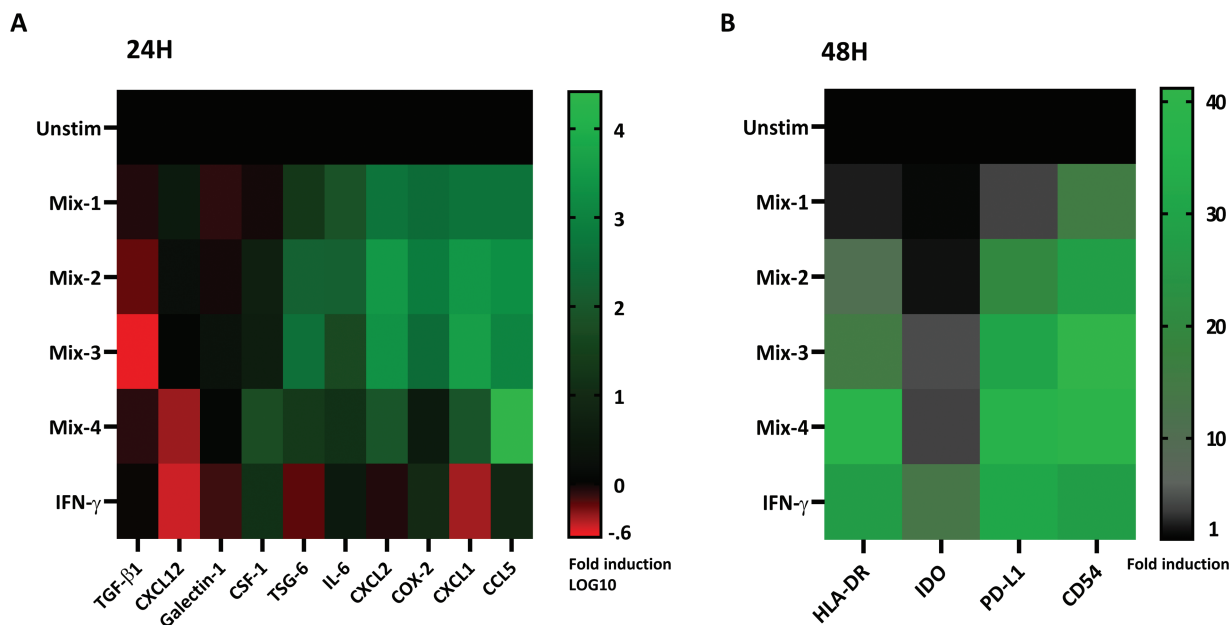 A
24H
Unstim
Mix-1
Mix-2
Mix-3
Mix-4
IFN-γ
TGF-β1
CXCL12
Galectin-1
CSF-1
TSG-6
IL-6
CXCL2
COX-2
CXCL1
CCL5
4
3
2
1
0
-.6
Fold induction
LOG10
B
48H
Unstim
Mix-1
Mix-2
Mix-3
Mix-4
IFN-γ
HLA-DR
IDO
PD-L1
CD54
40
30
20
10
1
Fold induction